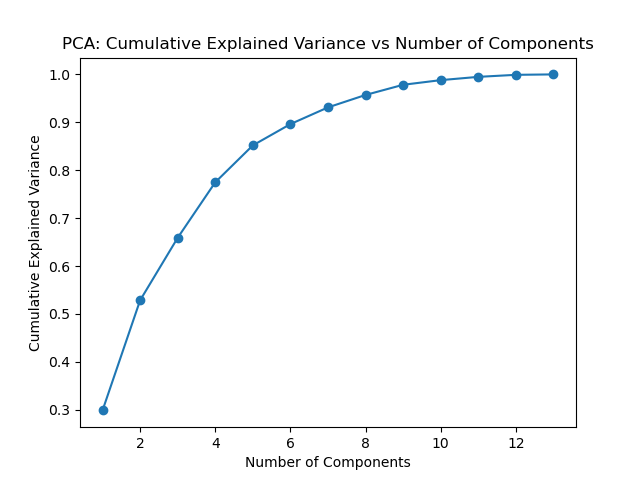 PCA: Cumulative Explained Variance vs Number of Components
1.0
0.9
0.8
0.7
0.6
0.5
0.4
0.3
Cumulative Explained Variance
2 4 6 8 10 12
Number of Components